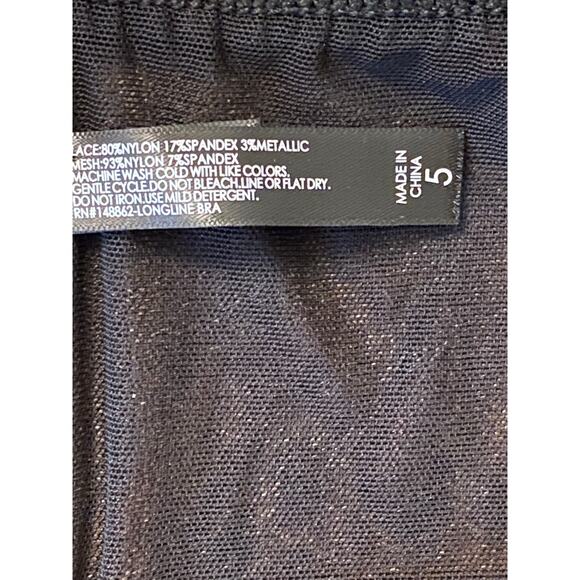 LACE:80%NYLON 17%SPANDEX 3%METALLIC
MESH:93%NYLON 7%SPANDEX
MACHINE WASH COLD WITH LIKE COLORS.
GENTLE CYCLE.DO NOT BLEACH.LINE OR FLAT DRY.
DO NOT IRON.USE MILD DETERGENT.
RN#148862-LONGLINE BRA
MADE IN
CHINA
5